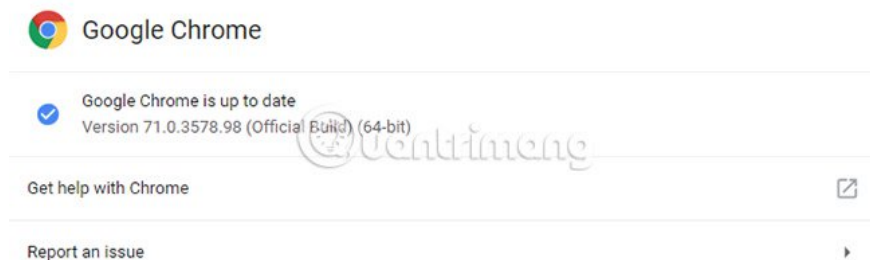 Google Chrome
Google Chrome is up to date
Version 71.0.3578.98 (Official Build) (64-bit)
Quantrimang
Get help with Chrome
Report an issue